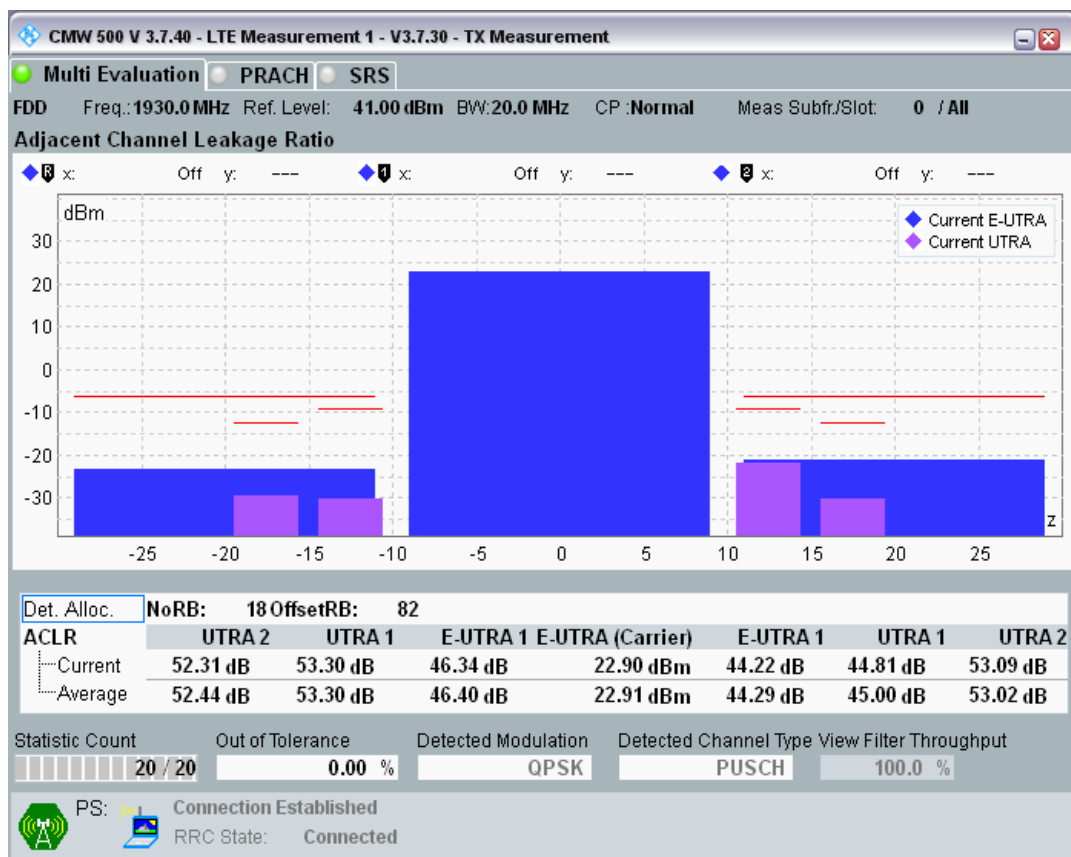 CMW 500 V 3.7.40 - LTE Measurement 1 - V3.7.30 - TX Measurement
Multi Evaluation PRACH SRS
FDD Freq.: 1930.0 MHz Ref. Level: 41.00 dBm BW: 20.0 MHz CP : Normal Meas Subfr./Slot: 0 / All
Adjacent Channel Leakage Ratio
R x: Off y: --- 1 x: Off y: --- 2 x: Off y: ---
dBm
Current E-UTRA
Current UTRA
30
20
10
0
-10
-20
-30
z
-25 -20 -15 -10 -5 0 5 10 15 20 25
Det. Alloc. NoRB: 18 OffsetRB: 82
ACLR UTRA 2 UTRA 1 E-UTRA 1 E-UTRA (Carrier) E-UTRA 1 UTRA 1 UTRA 2
Current 52.31 dB 53.30 dB 46.34 dB 22.90 dBm 44.22 dB 44.81 dB 53.09 dB
Average 52.44 dB 53.30 dB 46.40 dB 22.91 dBm 44.29 dB 45.00 dB 53.02 dB
Statistic Count Out of Tolerance Detected Modulation Detected Channel Type View Filter Throughput
20 / 20 0.00 % QPSK PUSCH 100.0 %
PS: Connection Established
RRC State: Connected